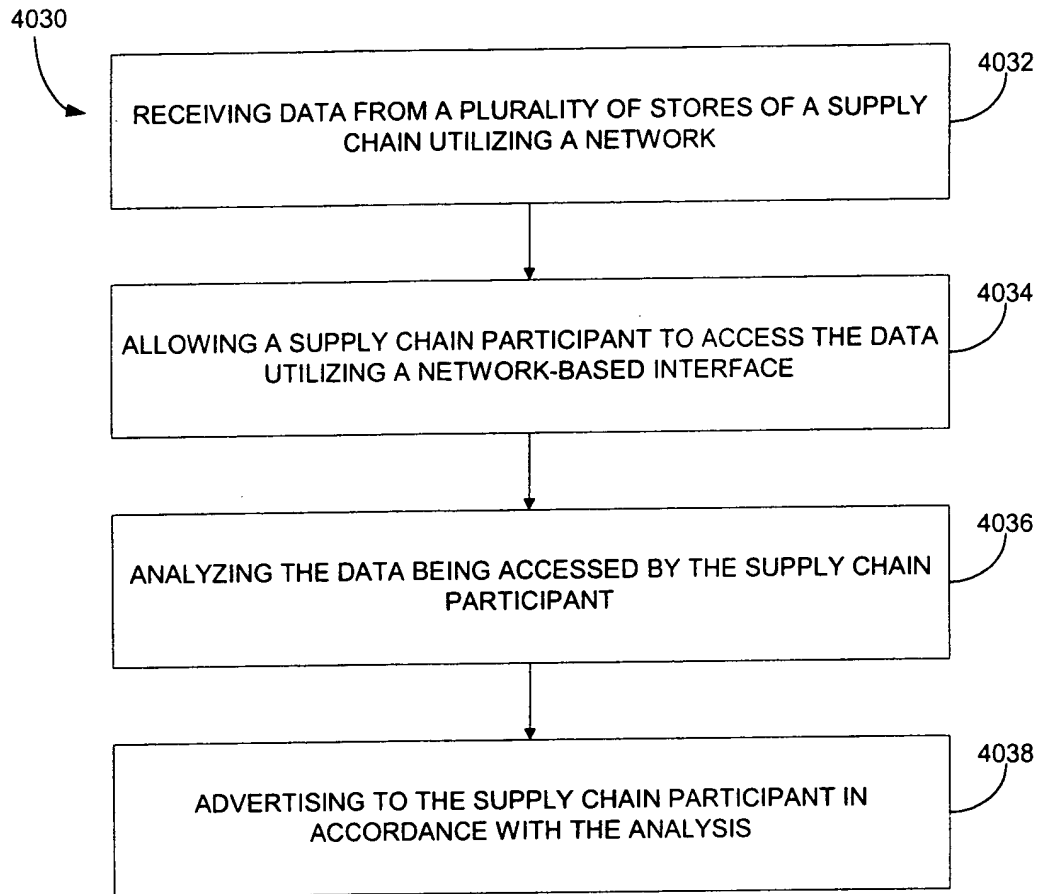 4030
4032
RECEIVING DATA FROM A PLURALITY OF STORES OF A SUPPLY
CHAIN UTILIZING A NETWORK
4034
ALLOWING A SUPPLY CHAIN PARTICIPANT TO ACCESS THE DATA
UTILIZING A NETWORK-BASED INTERFACE
4036
ANALYZING THE DATA BEING ACCESSED BY THE SUPPLY CHAIN
PARTICIPANT
4038
ADVERTISING TO THE SUPPLY CHAIN PARTICIPANT IN
ACCORDANCE WITH THE ANALYSIS